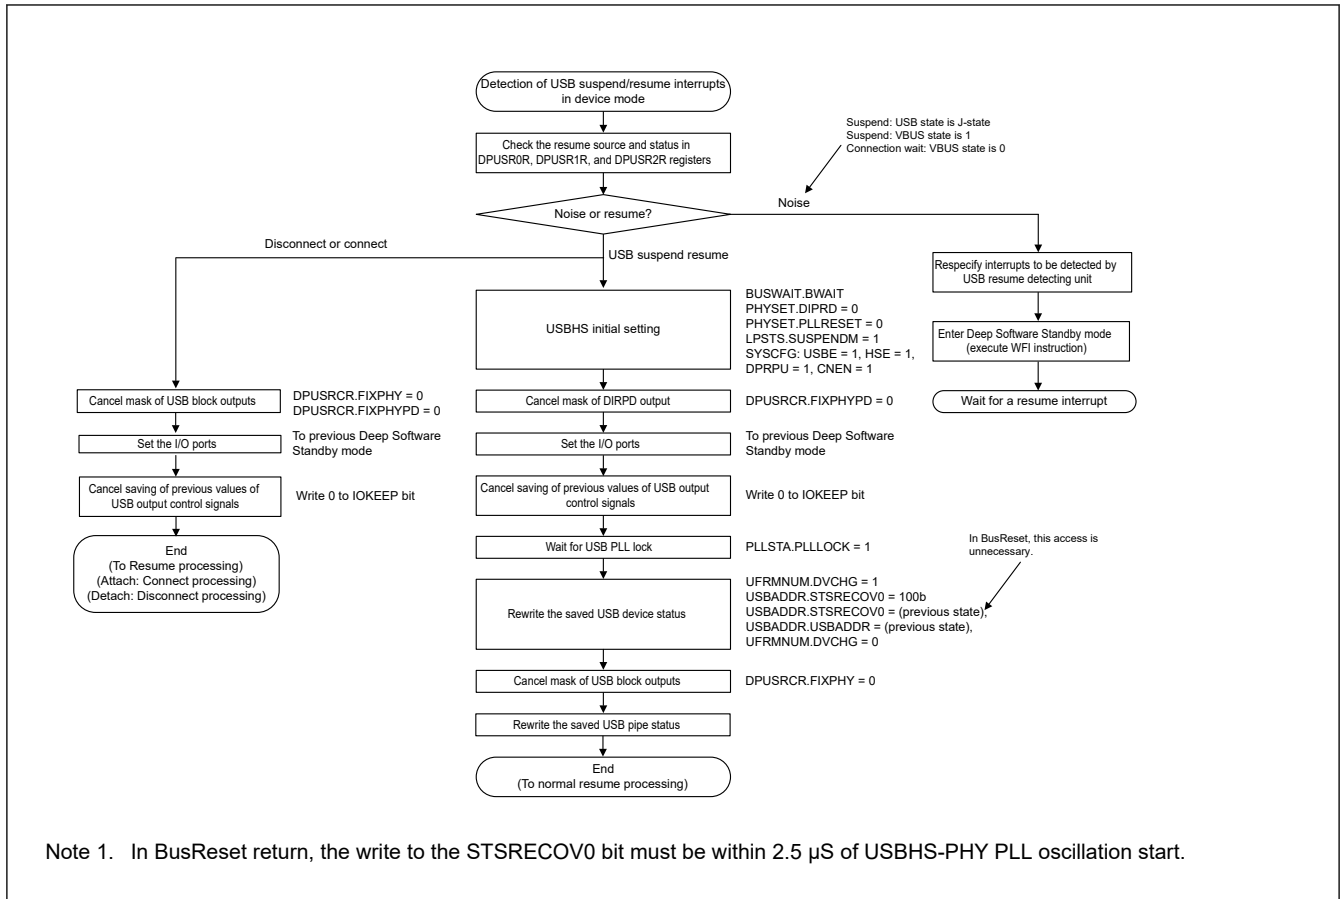 Detection of USB suspend/resume interrupts
in device mode
Suspend: USB state is J-state
Suspend: VBUS state is 1
Connection wait: VBUS state is 0
Check the resume source and status in
DPUSR0R, DPUSR1R, and DPUSR2R registers
Noise or resume?
Noise
Disconnect or connect
USB suspend resume
Respecify interrupts to be detected by
USB resume detecting unit
Enter Deep Software Standby mode
(execute WFI instruction)
Wait for a resume interrupt
USBHS initial setting
BUSWAIT.BWAIT
PHYSET.DIPRD = 0
PHYSET.PLLRESET = 0
LPSTS.SUSPENDM = 1
SYSCFG: USBE = 1, HSE = 1,
DPRPU = 1, CNEN = 1
Cancel mask of USB block outputs
DPUSRCR.FIXPHY = 0
DPUSRCR.FIXPHYPD = 0
Set the I/O ports
To previous Deep Software
Standby mode
Cancel saving of previous values of
USB output control signals
Write 0 to IOKEEP bit
End
(To Resume processing)
(Attach: Connect processing)
(Detach: Disconnect processing)
Cancel mask of DIRPD output
DPUSRCR.FIXPHYPD = 0
Set the I/O ports
To previous Deep Software
Standby mode
Cancel saving of previous values of USB output
control signals
Write 0 to IOKEEP bit
Wait for USB PLL lock
PLLSTA.PLLLOCK = 1
In BusReset, this access is
unnecessary.
Rewrite the saved USB device status
UFRMNUM.DVCHG = 1
USBADDR.STSRECOV0 = 100b
USBADDR.STSRECOV0 = (previous state),
USBADDR.USBADDR = (previous state),
UFRMNUM.DVCHG = 0
Cancel mask of USB block outputs
DPUSRCR.FIXPHY = 0
Rewrite the saved USB pipe status
End
(To normal resume processing)
Note 1. In BusReset return, the write to the STSRECOV0 bit must be within 2.5 µS of USBHS-PHY PLL oscillation start.